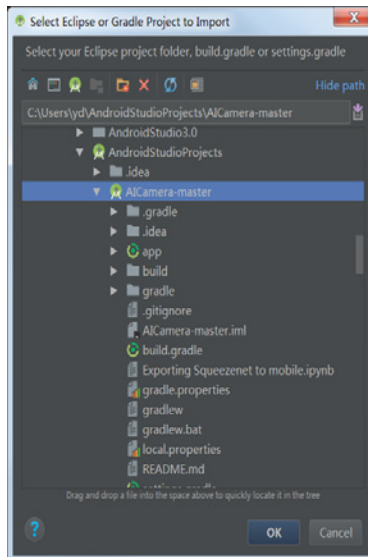 Select Eclipse or Gradle Project to Import
Select your Eclipse project folder, build.gradle or settings.gradle
Hide path
C:\Users\yd\AndroidStudioProjects\AICamera-master
AndroidStudio3.0
AndroidStudioProjects
.idea
AICamera-master
.gradle
.idea
app
build
gradle
.gitignore
AICamera-master.iml
build.gradle
Exporting Squeezenet to mobile.ipynb
gradle.properties
gradlew
gradlew.bat
local.properties
README.md
settings.gradle
Drag and drop a file into the space above to quickly locate it in the tree
?
OK Cancel